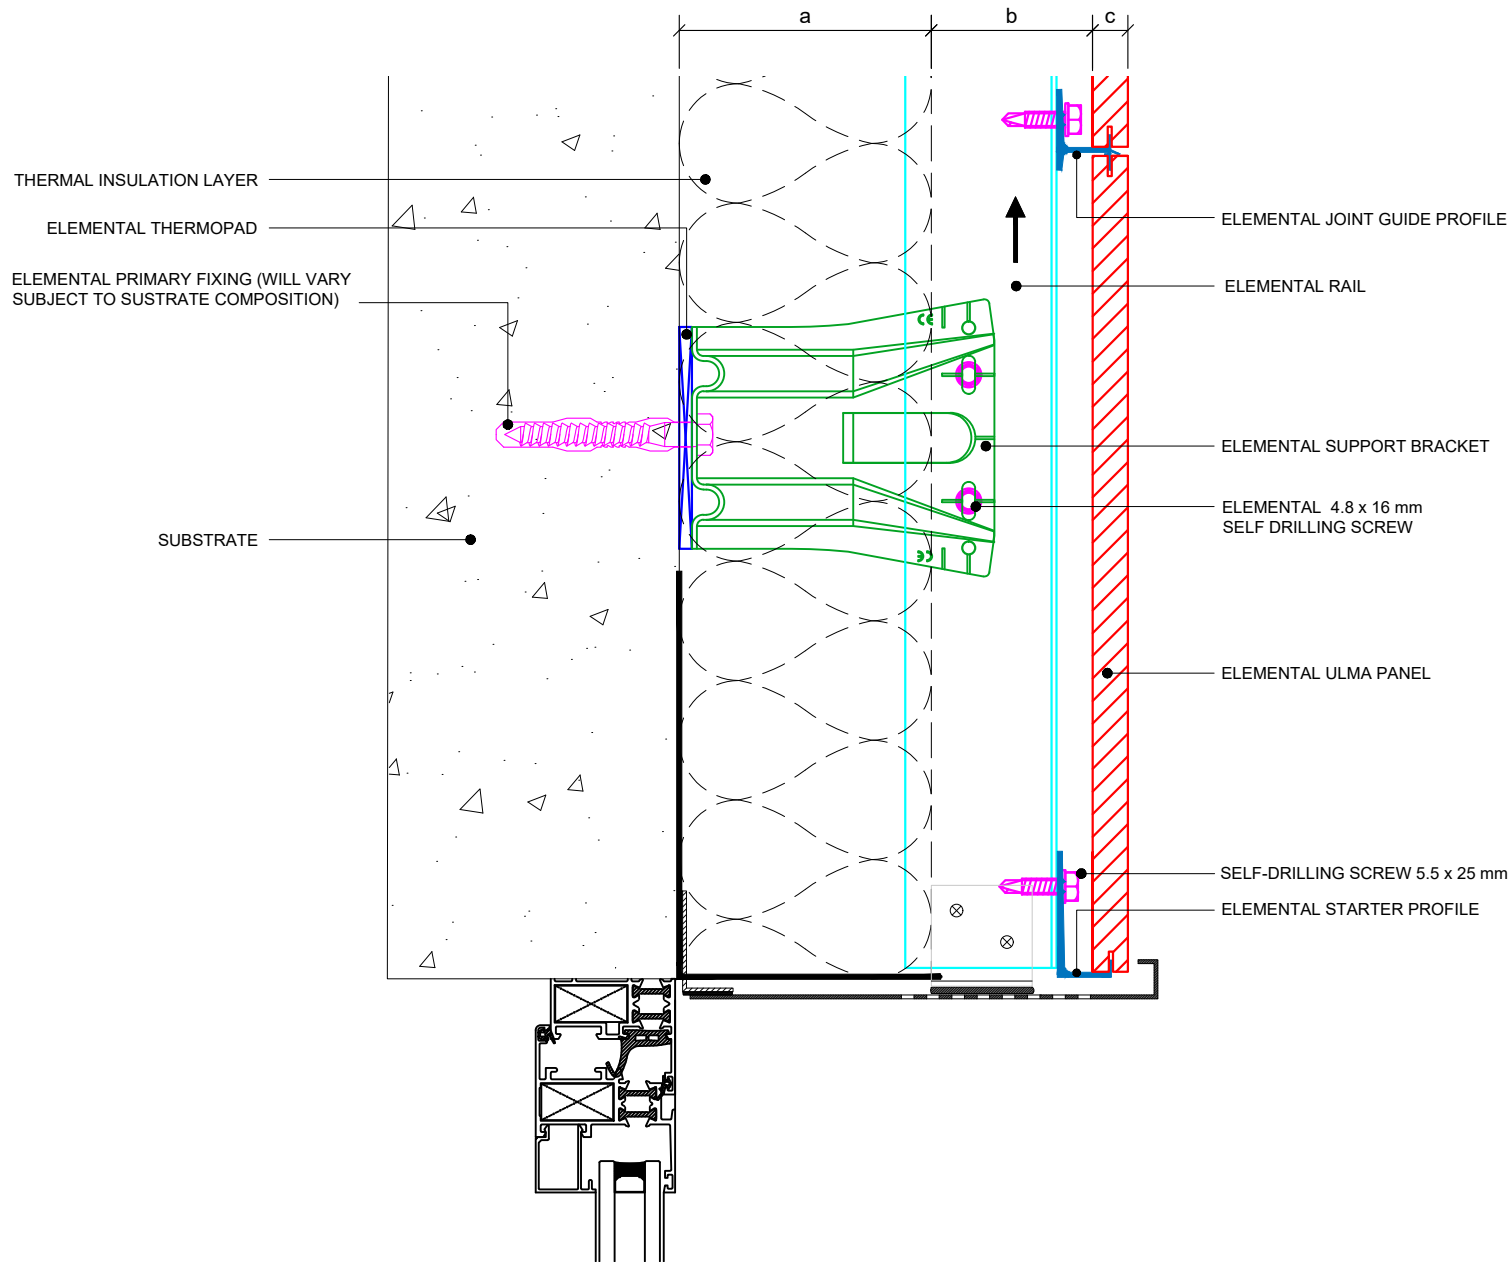 a
b
c
THERMAL INSULATION LAYER
ELEMENTAL THERMOPAD
ELEMENTAL PRIMARY FIXING (WILL VARY
SUBJECT TO SUSTRATE COMPOSITION)
SUBSTRATE
ELEMENTAL JOINT GUIDE PROFILE
ELEMENTAL RAIL
CE
ELEMENTAL SUPPORT BRACKET
ELEMENTAL 4.8 x 16 mm
SELF DRILLING SCREW
CE
ELEMENTAL ULMA PANEL
SELF-DRILLING SCREW 5.5 x 25 mm
ELEMENTAL STARTER PROFILE